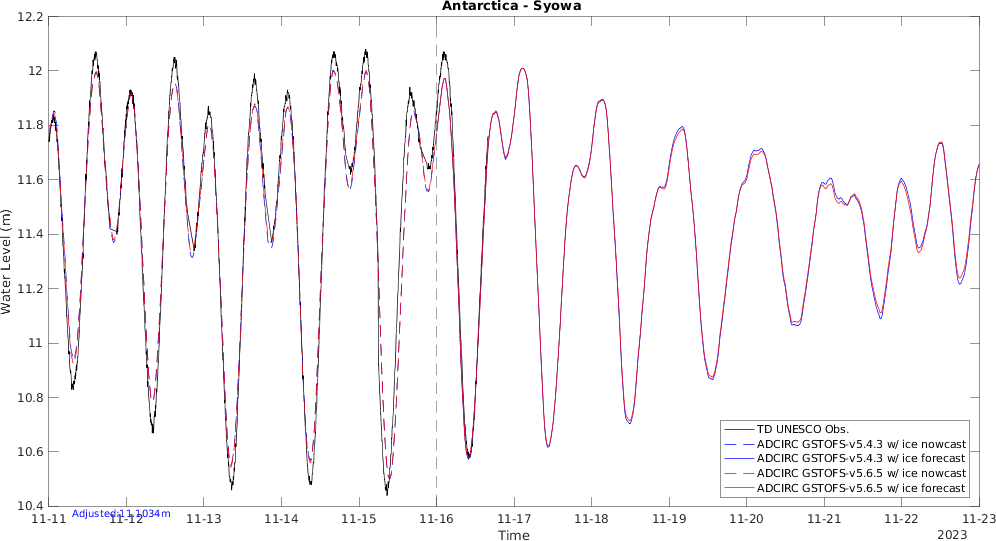 Antarctica - Syowa
12.2
12
11.8
11.6
11.4
11.2
11
10.8
10.6
10.4
Water Level (m)
TD UNESCO Obs.
ADCIRC GSTOFS-v5.4.3 w/ ice nowcast
ADCIRC GSTOFS-v5.4.3 w/ ice forecast
ADCIRC GSTOFS-v5.6.5 w/ ice nowcast
ADCIRC GSTOFS-v5.6.5 w/ ice forecast
Adjusted 11.1034m
11-11 11-12 11-13 11-14 11-15 11-16 11-17 11-18 11-19 11-20 11-21 11-22 11-23
Time
2023